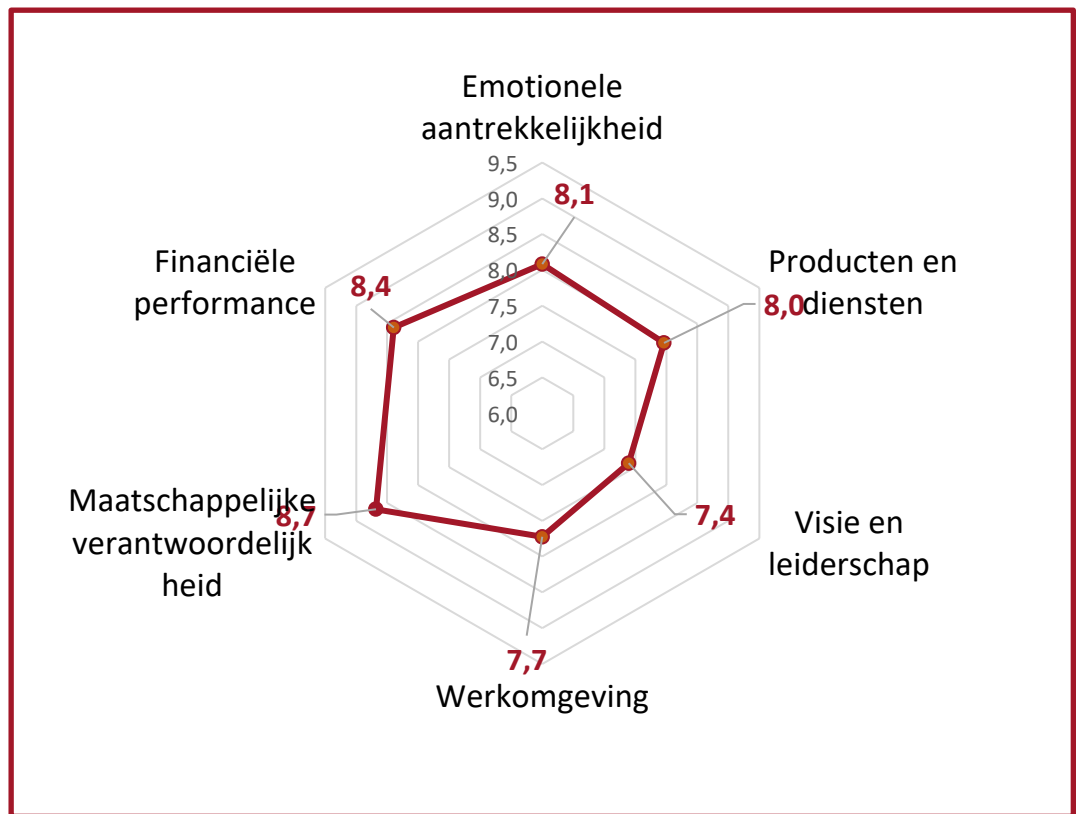 Emotionele
aantrekkelijkheid
9,5
9,0
8,5
8,0
7,5
7,0
6,5
6,0
8,1
Producten en
diensten
8,0
Visie en
leiderschap
7,4
Werkomgeving
7,7
Maatschappelijke
verantwoordelijk
heid
8,7
Financiële
performance
8,4